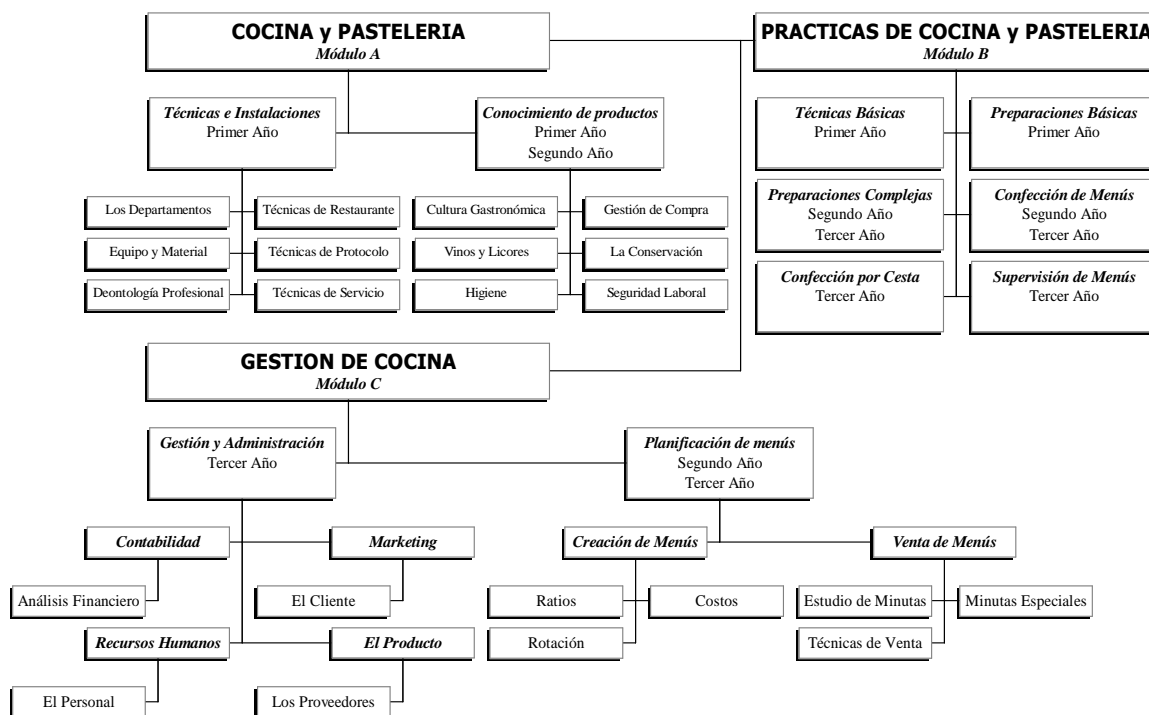 COCINA y PASTELERIA
Módulo A
PRACTICAS DE COCINA y PASTELERIA
Módulo B
Técnicas e Instalaciones
Primer Año
Conocimiento de productos
Primer Año
Segundo Año
Técnicas Básicas
Primer Año
Preparaciones Básicas
Primer Año
Los Departamentos
Técnicas de Restaurante
Cultura Gastronómica
Gestión de Compra
Preparaciones Complejas
Segundo Año
Tercer Año
Confección de Menús
Segundo Año
Tercer Año
Equipo y Material
Técnicas de Protocolo
Vinos y Licores
La Conservación
Deontología Profesional
Técnicas de Servicio
Higiene
Seguridad Laboral
Confección por Cesta
Tercer Año
Supervisión de Menús
Tercer Año
GESTION DE COCINA
Módulo C
Gestión y Administración
Tercer Año
Planificación de menús
Segundo Año
Tercer Año
Contabilidad
Marketing
Creación de Menús
Venta de Menús
Análisis Financiero
El Cliente
Ratios
Costos
Estudio de Minutas
Minutas Especiales
Recursos Humanos
El Producto
Rotación
Técnicas de Venta
El Personal
Los Proveedores